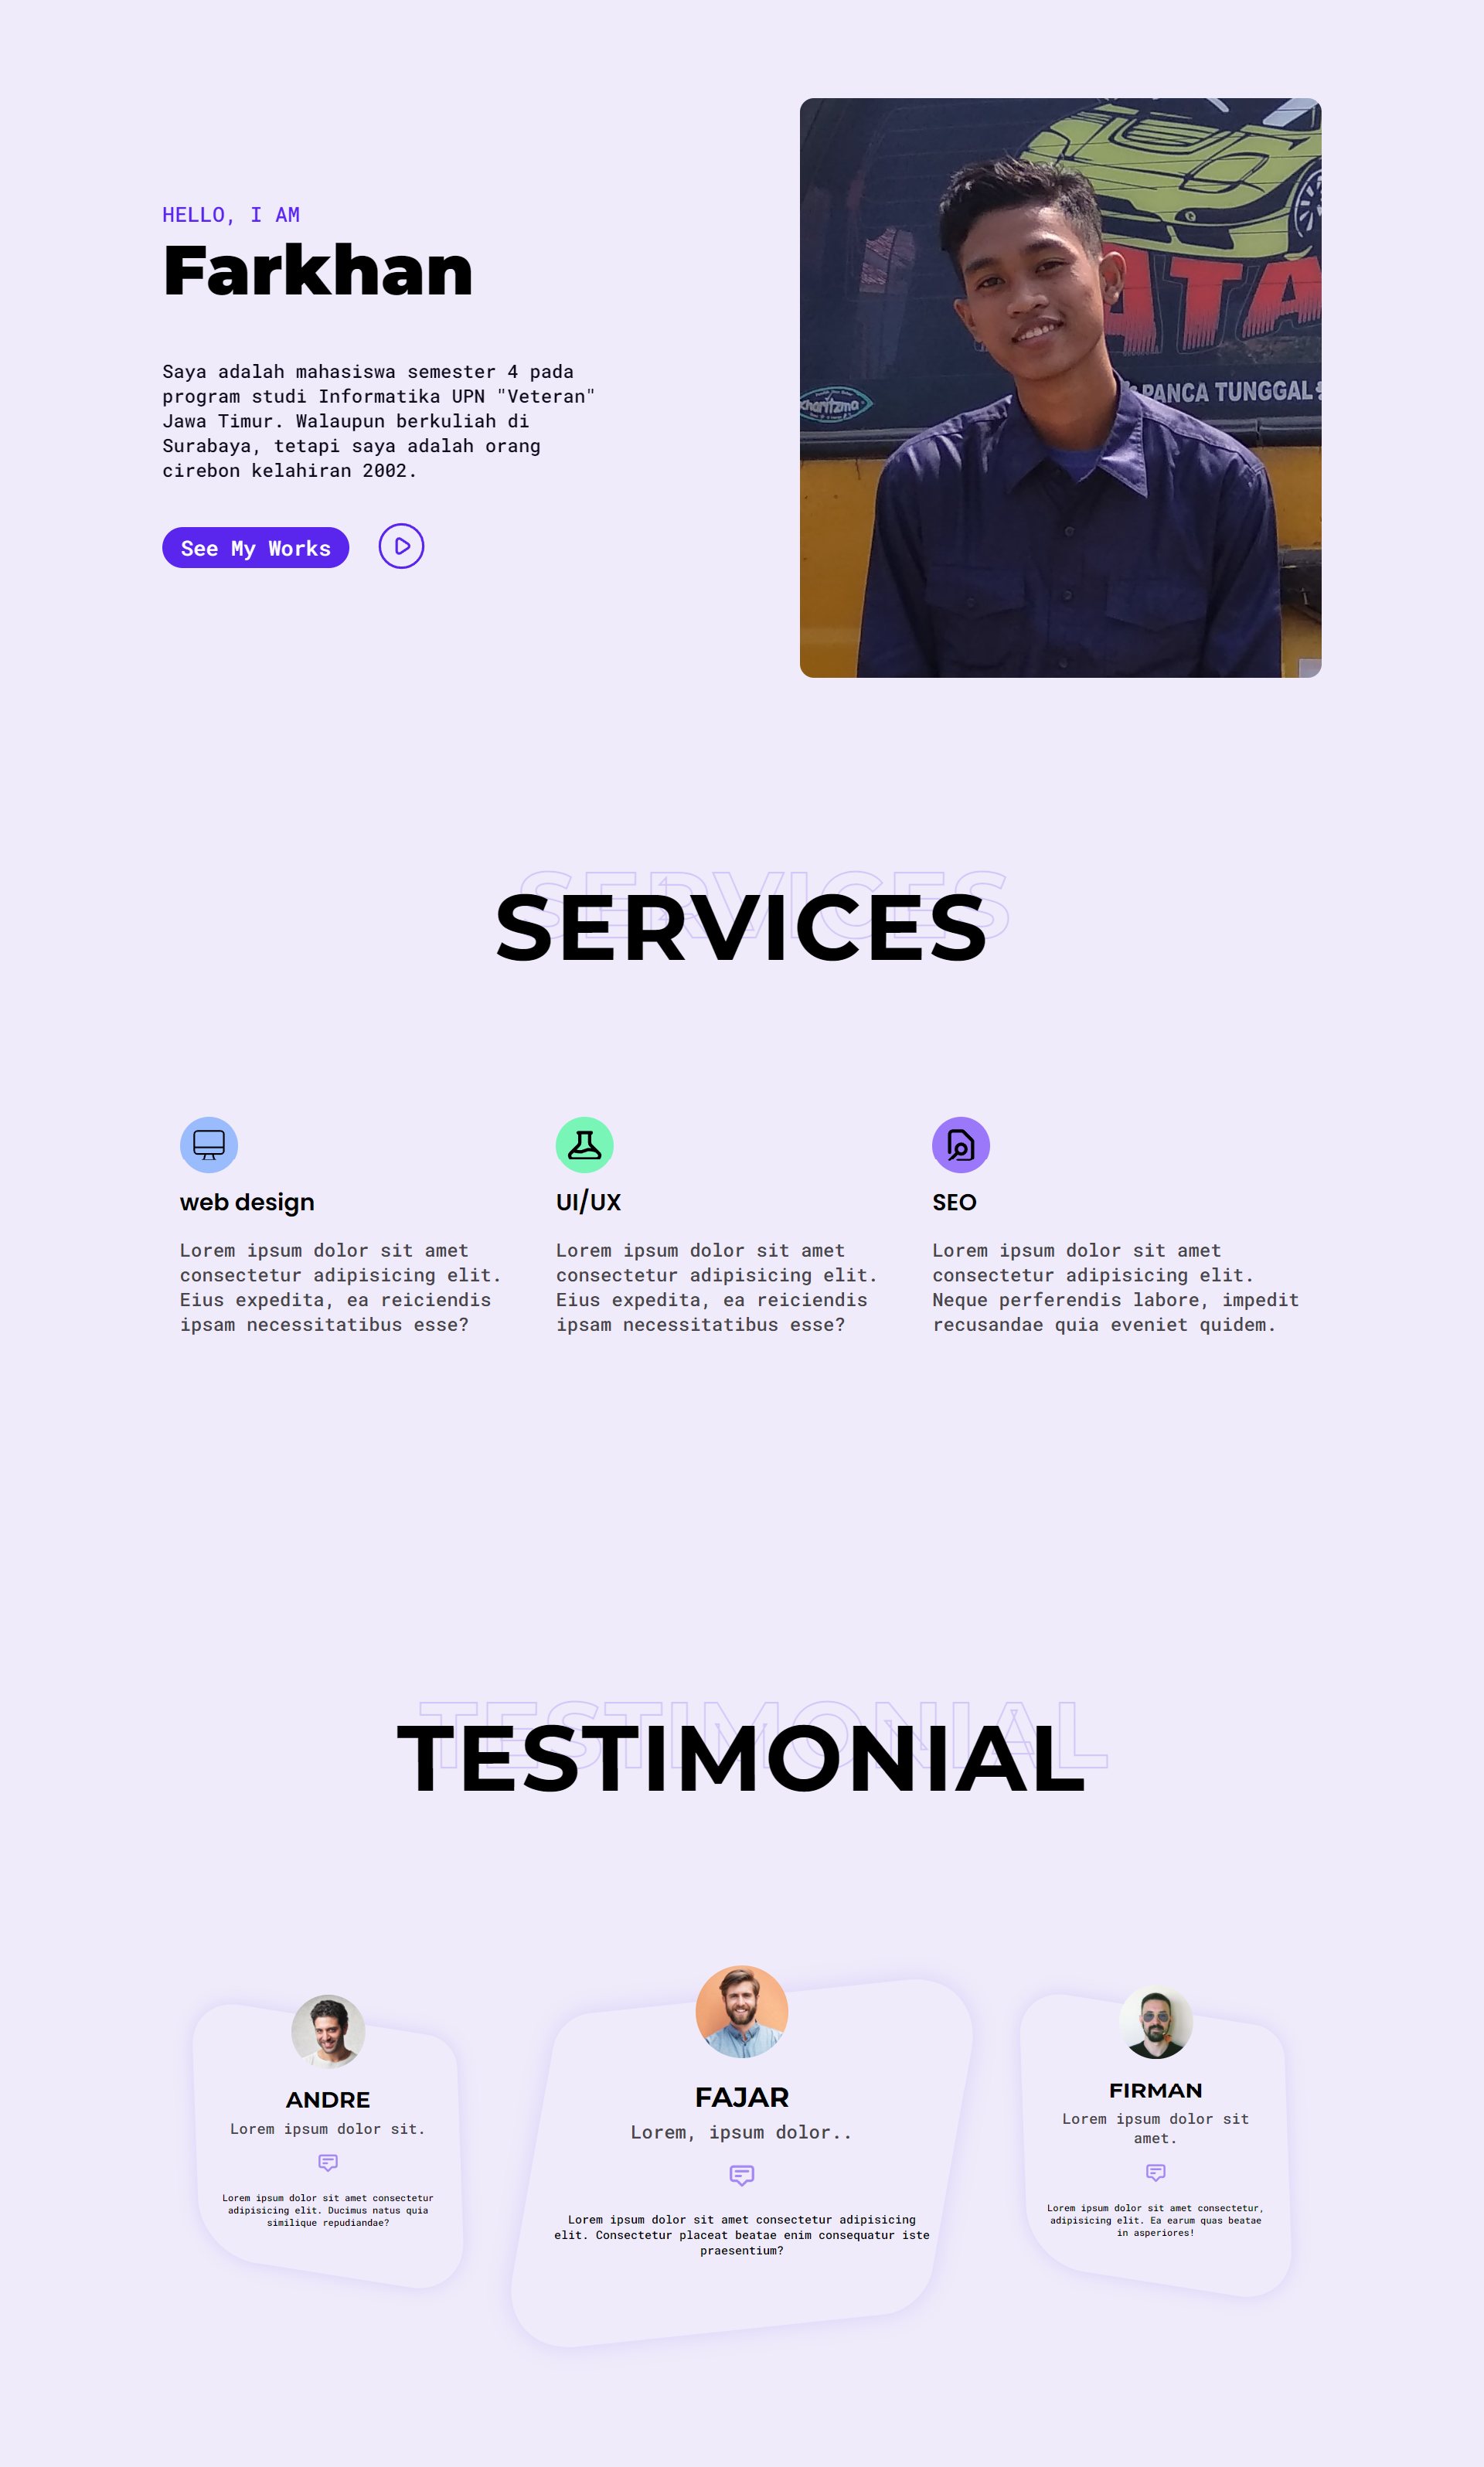 HELLO, I AM
Farkhan
Saya adalah mahasiswa semester 4 pada
program studi Informatika UPN "Veteran"
Jawa Timur. Walaupun berkuliah di
Surabaya, tetapi saya adalah orang
cirebon kelahiran 2002.
See My Works
ATA
PANCA TUNGGAL
charitzma
SERVICES
SERVICES
web design
Lorem ipsum dolor sit amet
consectetur adipisicing elit.
Eius expedita, ea reiciendis
ipsam necessitatibus esse?
UI/UX
Lorem ipsum dolor sit amet
consectetur adipisicing elit.
Eius expedita, ea reiciendis
ipsam necessitatibus esse?
SEO
Lorem ipsum dolor sit amet
consectetur adipisicing elit.
Neque perferendis labore, impedit
recusandae quia eveniet quidem.
TESTIMONIAL
TESTIMONIAL
ANDRE
Lorem ipsum dolor sit.
Lorem ipsum dolor sit amet consectetur
adipisicing elit. Ducimus natus quia
similique repudiandae?
FAJAR
Lorem, ipsum dolor..
Lorem ipsum dolor sit amet consectetur adipisicing
elit. Consectetur placeat beatae enim consequatur iste
praesentium?
FIRMAN
Lorem ipsum dolor sit
amet.
Lorem ipsum dolor sit amet consectetur,
adipisicing elit. Ea earum quas beatae
in asperiores!